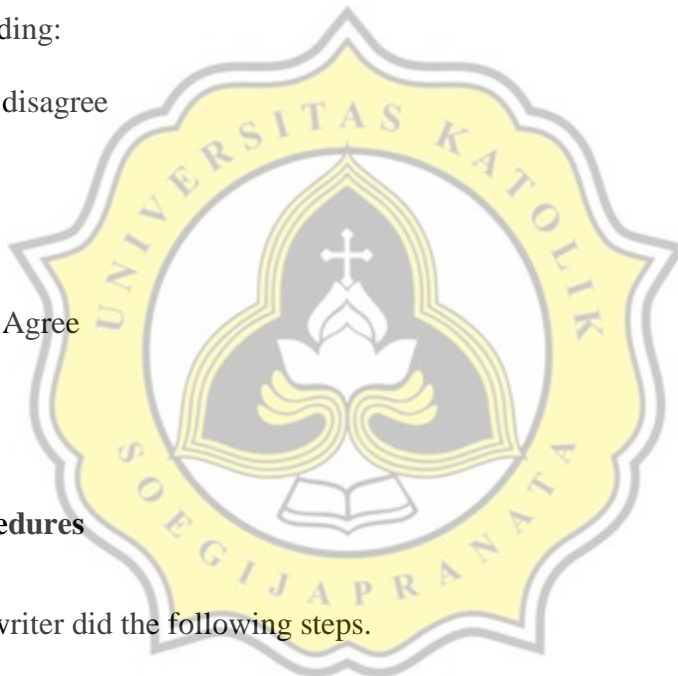 ding:
disagree
UNIVERSITAS KATOLIK
Agree
SOEGIJAPRANATA
edures
writer did the following steps.